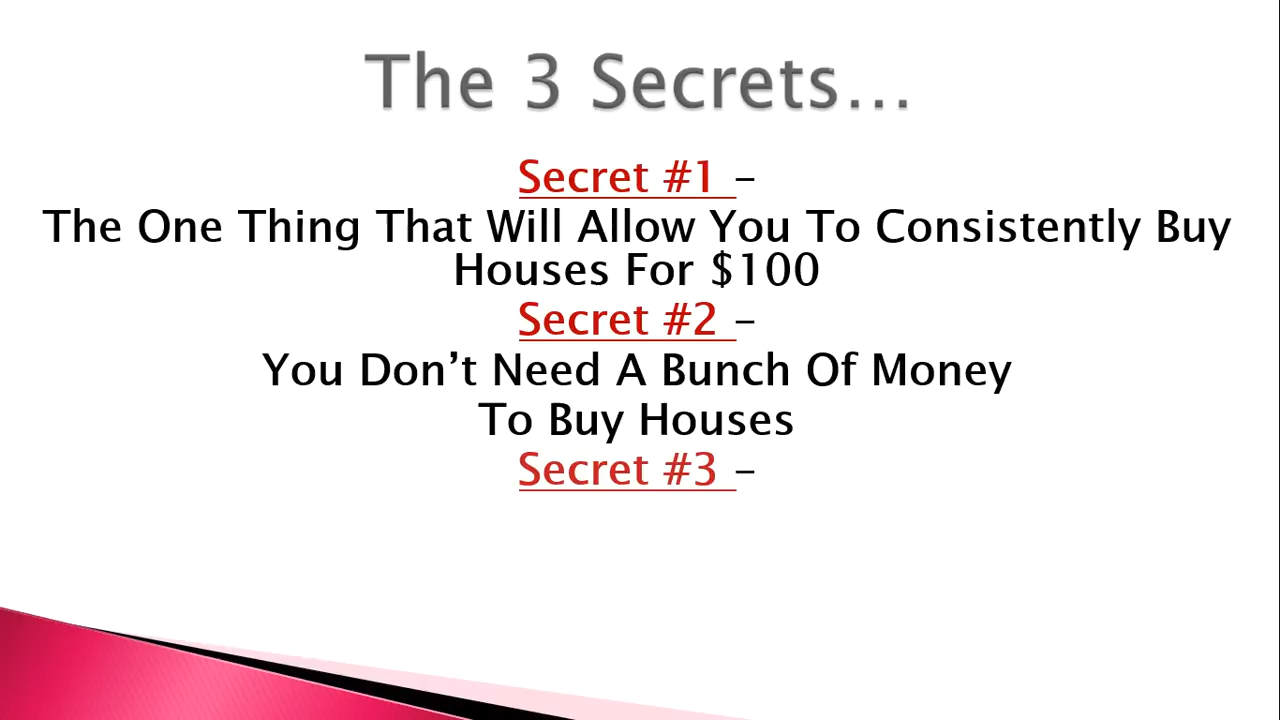 The 3 Secrets...
Secret #1 –
The One Thing That Will Allow You To Consistently Buy
Houses For $100
Secret #2 –
You Don’t Need A Bunch Of Money
To Buy Houses
Secret #3 –